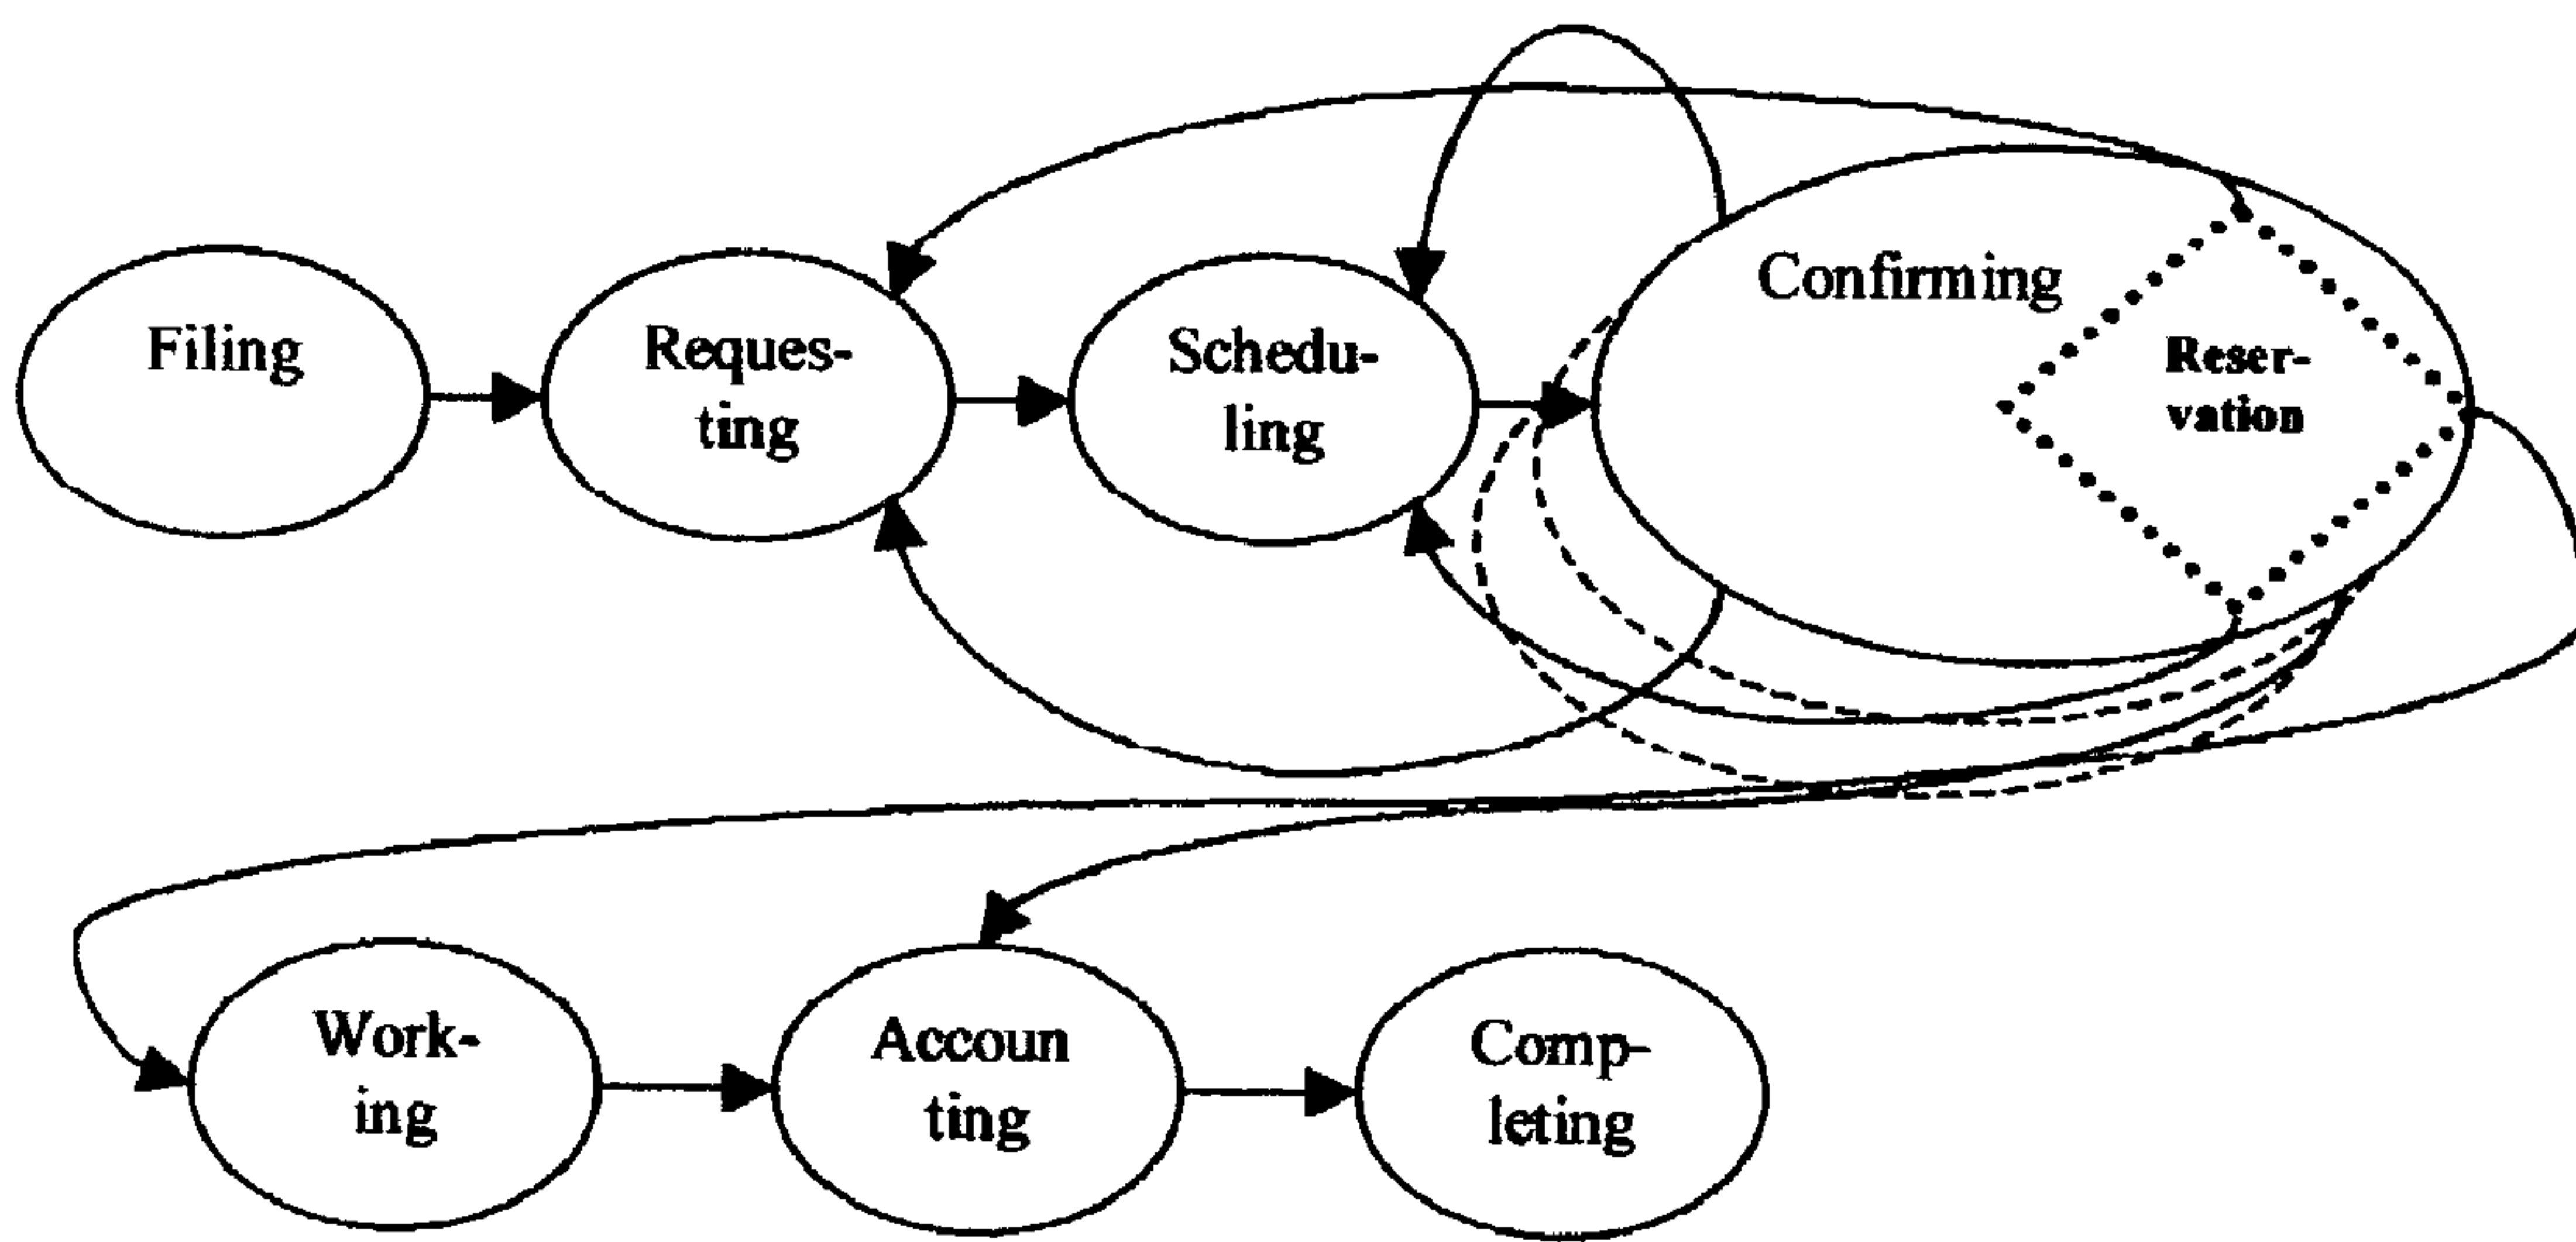 Filing
Reques-
ting
Schedu-
ling
Confirming
Reser-
vation
Work-
ing
Accoun
ting
Comp-
leting